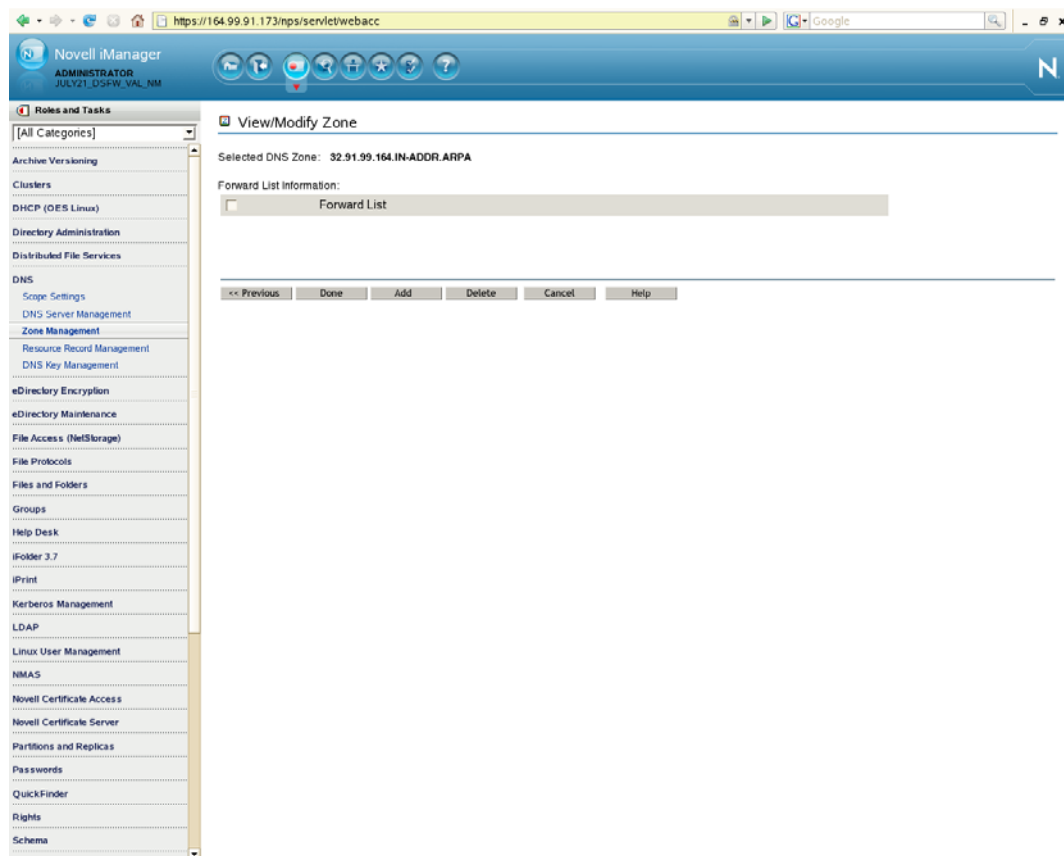 https://164.99.91.173/nps/servlet/webacc
G Google
Novell iManager
ADMINISTRATOR
JULY21_DSFW_VAL_NM
N
Roles and Tasks
[All Categories]
Archive Versioning
Clusters
DHCP (OES Linux)
Directory Administration
Distributed File Services
DNS
Scope Settings
DNS Server Management
Zone Management
Resource Record Management
DNS Key Management
eDirectory Encryption
eDirectory Maintenance
File Access (NetStorage)
File Protocols
Files and Folders
Groups
Help Desk
iFolder 3.7
iPrint
Kerberos Management
LDAP
Linux User Management
NMAS
Novell Certificate Access
Novell Certificate Server
Partitions and Replicas
Passwords
QuickFinder
Rights
Schema
View/Modify Zone
Selected DNS Zone: 32.91.99.164.IN-ADDR.ARPA
Forward List Information:
Forward List
<< Previous Done Add Delete Cancel Help